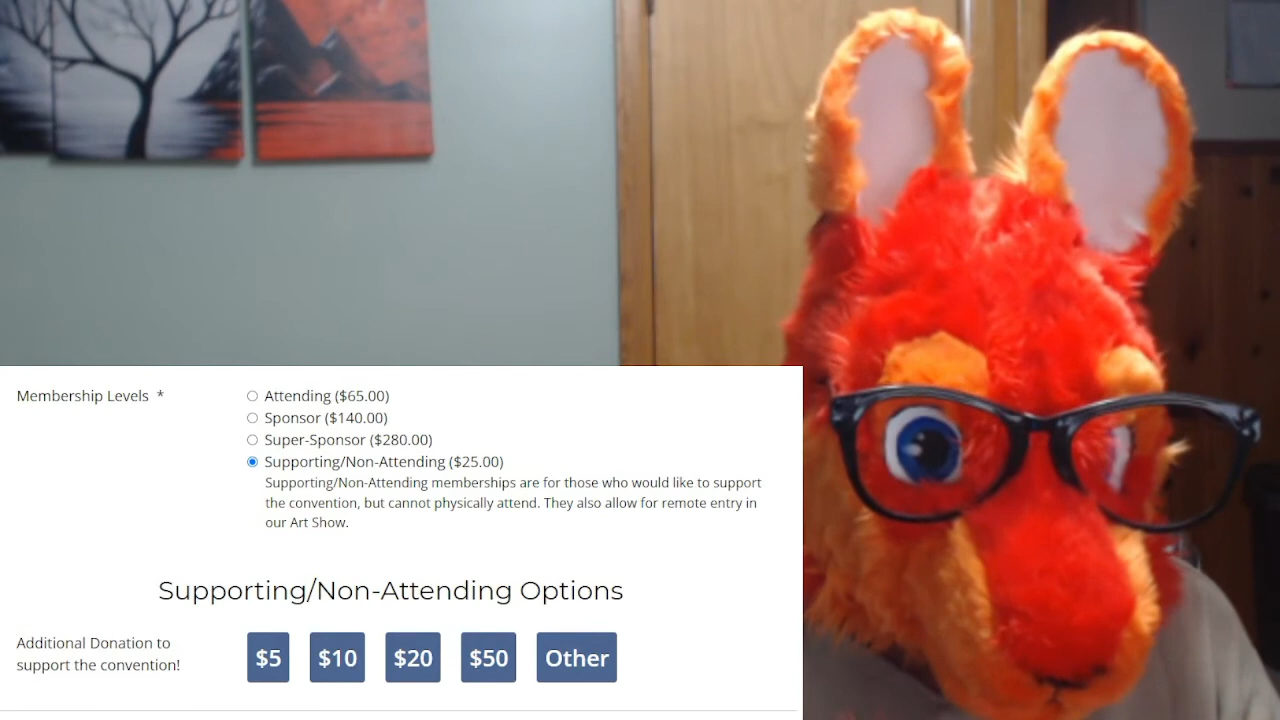 Membership Levels *
Attending ($65.00)
Sponsor ($140.00)
Super-Sponsor ($280.00)
Supporting/Non-Attending ($25.00)
Supporting/Non-Attending memberships are for those who would like to support
the convention, but cannot physically attend. They also allow for remote entry in
our Art Show.
Supporting/Non-Attending Options
Additional Donation to
support the convention!
$5 $10 $20 $50 Other